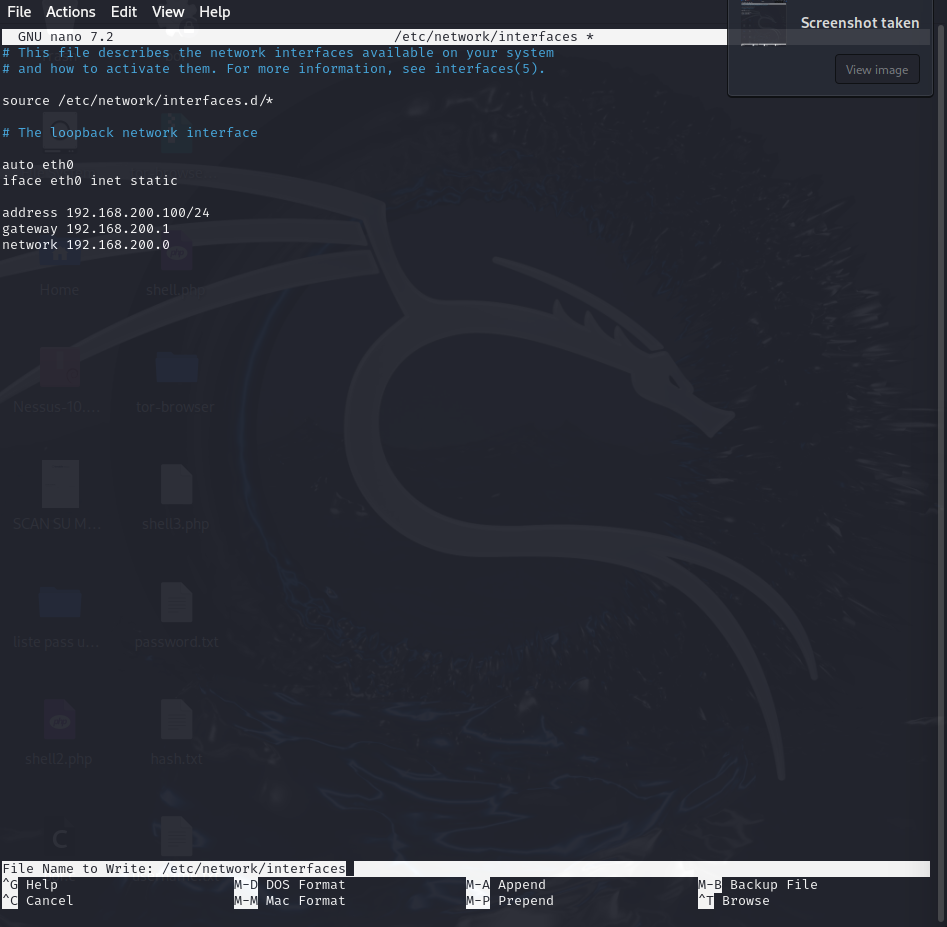 File Actions Edit View Help
Screenshot taken
View image
GNU nano 7.2 /etc/network/interfaces *
# This file describes the network interfaces available on your system
# and how to activate them. For more information, see interfaces(5).
source /etc/network/interfaces.d/*
# The loopback network interface
auto eth0
iface eth0 inet static
address 192.168.200.100/24
gateway 192.168.200.1
network 192.168.200.0
Home shell.php
Nessus-10.... tor-browser
SCAN SU M... shell3.php
liste pass u... password.txt
shell2.php hash.txt
C
File Name to Write: /etc/network/interfaces
^G Help M-D DOS Format M-A Append M-B Backup File
^C Cancel M-M Mac Format M-P Prepend ^T Browse